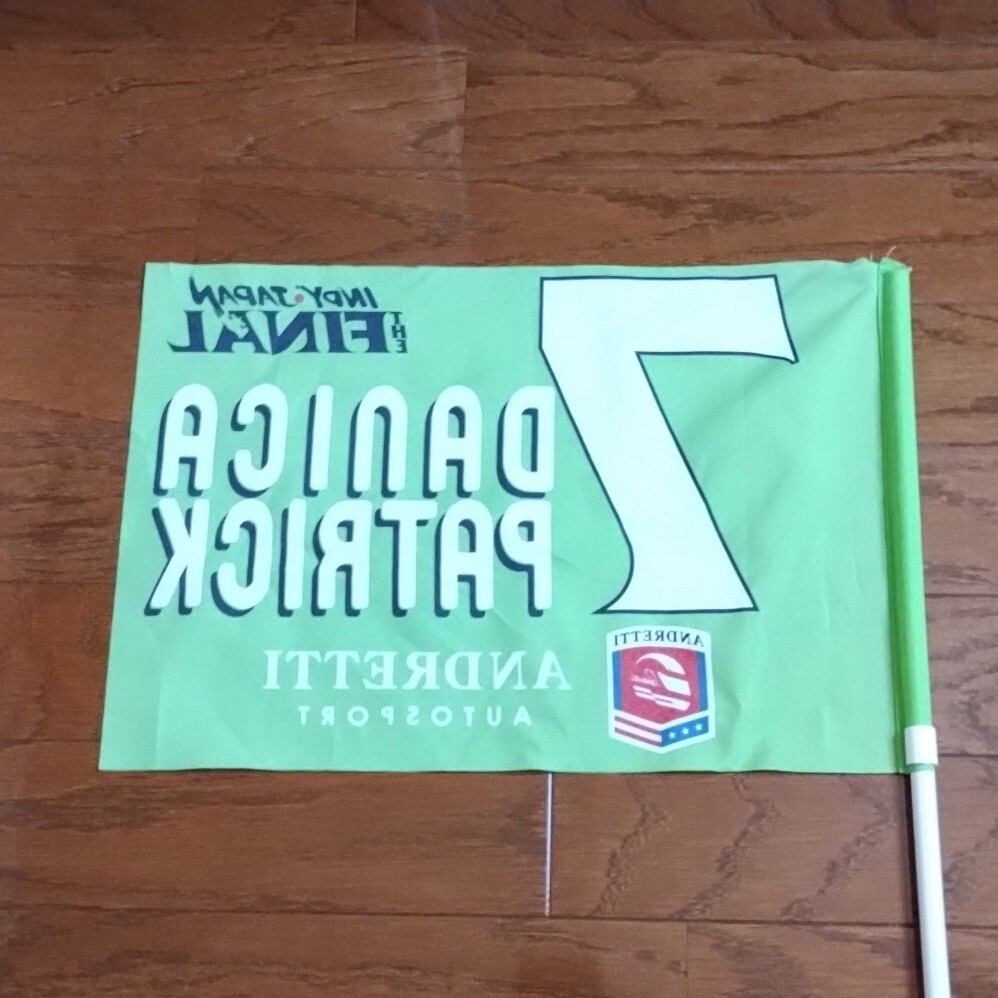 INDY JAPAN
THE FINAL
7
DANICA
PATRICK
ANDRETTI
AUTOSPORT
ANDRETTI